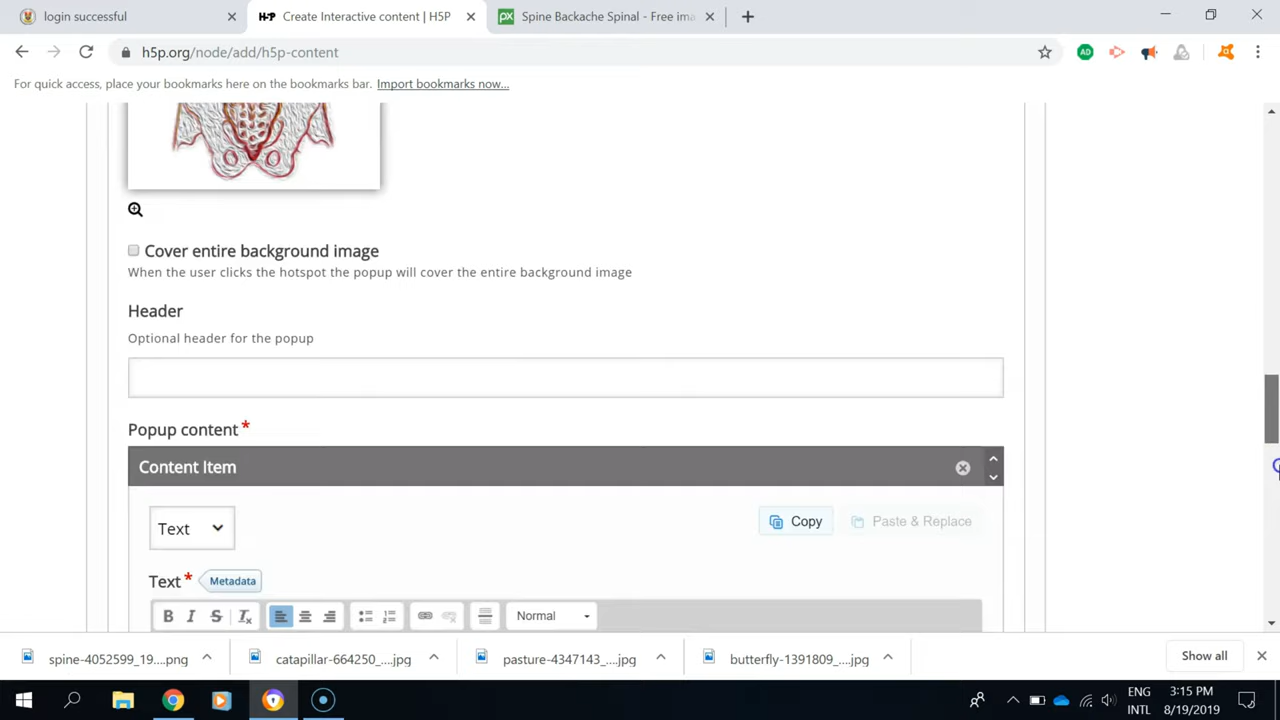 login successful
H-P Create Interactive content | H5P
px Spine Backache Spinal - Free ima
h5p.org/node/add/h5p-content
AD
For quick access, place your bookmarks here on the bookmarks bar. Import bookmarks now...
Cover entire background image
When the user clicks the hotspot the popup will cover the entire background image
Header
Optional header for the popup
Popup content *
Content Item
Text
Copy
Paste & Replace
Text * Metadata
B I S Tx Normal
spine-4052599_19....png
catapillar-664250_....jpg
pasture-4347143_....jpg
butterfly-1391809_....jpg
Show all
ENG
INTL
3:15 PM
8/19/2019